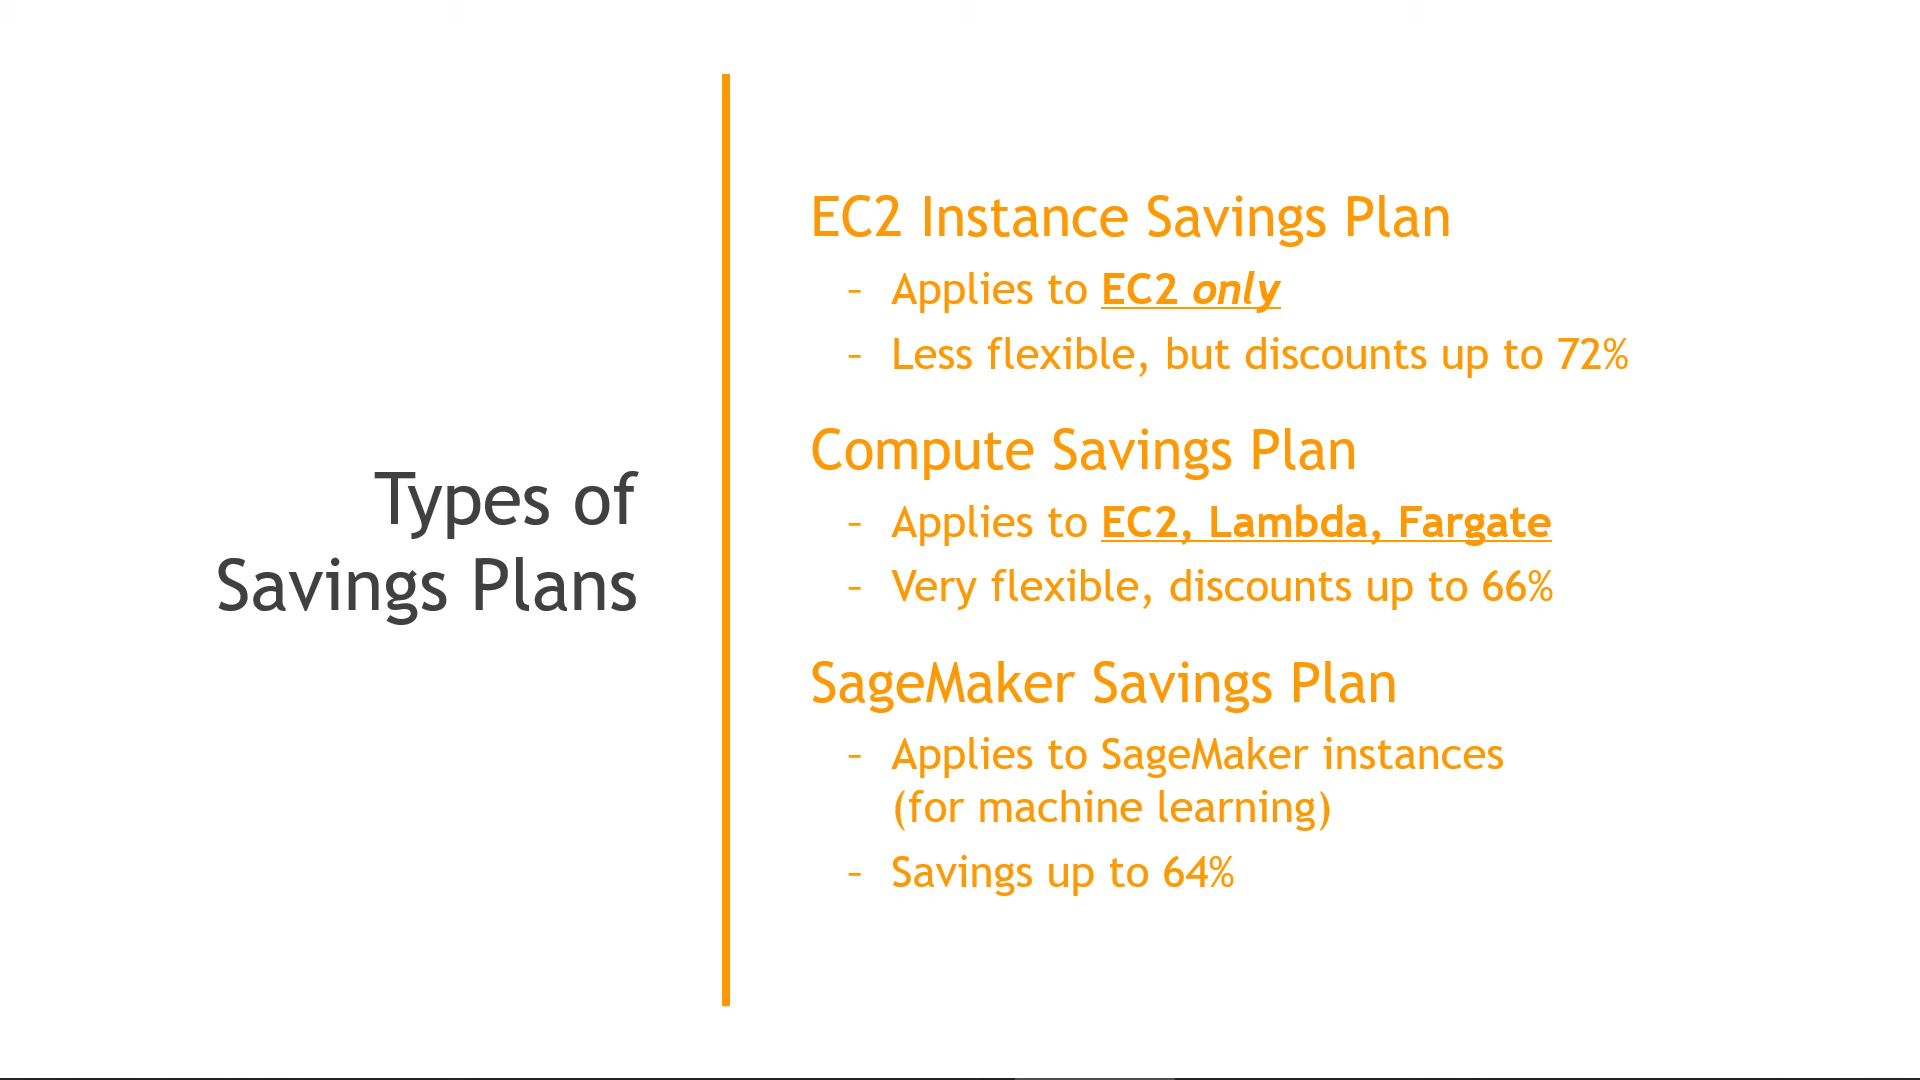 Types of
Savings Plans
EC2 Instance Savings Plan
– Applies to EC2 only
– Less flexible, but discounts up to 72%
Compute Savings Plan
– Applies to EC2, Lambda, Fargate
– Very flexible, discounts up to 66%
SageMaker Savings Plan
– Applies to SageMaker instances
(for machine learning)
– Savings up to 64%